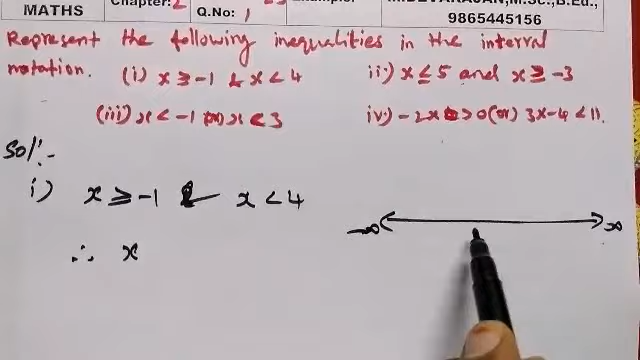 MATHS
Chapter: 2
Q.No: 1
M.Sc., B.Ed.,
9865445156
Represent the following inequalities in the interval
notation. (i) x ≥ -1 & x < 4 ii) x ≤ 5 and x ≥ -3
(iii) x < -1 (or) x < 3 iv) -2x > 0 (or) 3x-4 < 11.
Sol:-
i) x ≥ -1 & x < 4
-∞ ∞
∴ x